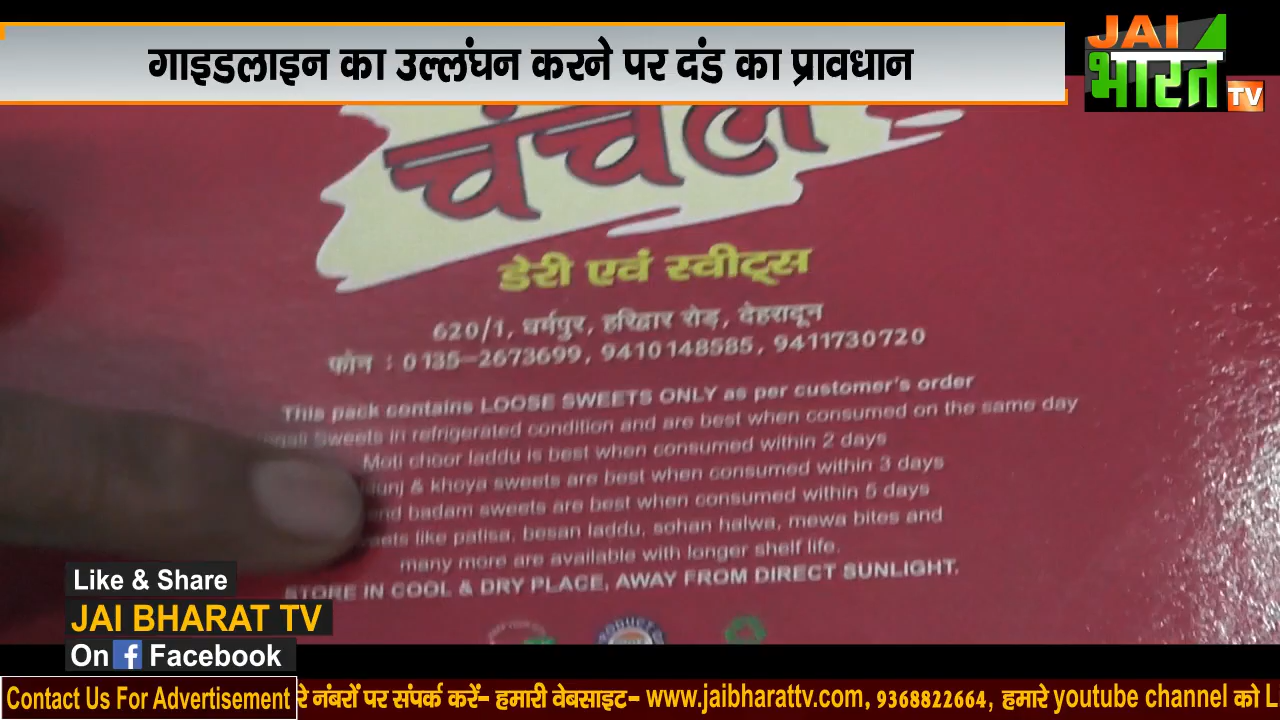 गाइडलाइन का उल्लंघन करने पर दंड का प्रावधान
JAI
भारत
TV
चंचल
डेरी एवं स्वीट्स
620/1, धर्मपुर, हरिद्वार रोड़, देहरादून
फोन : 0135-2673699, 9410148585, 9411730720
This pack contains LOOSE SWEETS ONLY as per customer's order
Sweets in refrigerated condition and are best when consumed on the same day
Moti choor laddu is best when consumed within 2 days
& khoya sweets are best when consumed within 3 days
badam sweets are best when consumed within 5 days
like patisa, besan laddu, sohan halwa, mewa bites and
many more are available with longer shelf life.
STORE IN COOL & DRY PLACE, AWAY FROM DIRECT SUNLIGHT.
Like & Share
JAI BHARAT TV
On f Facebook
Contact Us For Advertisement
रे नंबरों पर संपर्क करें- हमारी वेबसाइट- www.jaibharattv.com, 9368822664, हमारे youtube channel को L